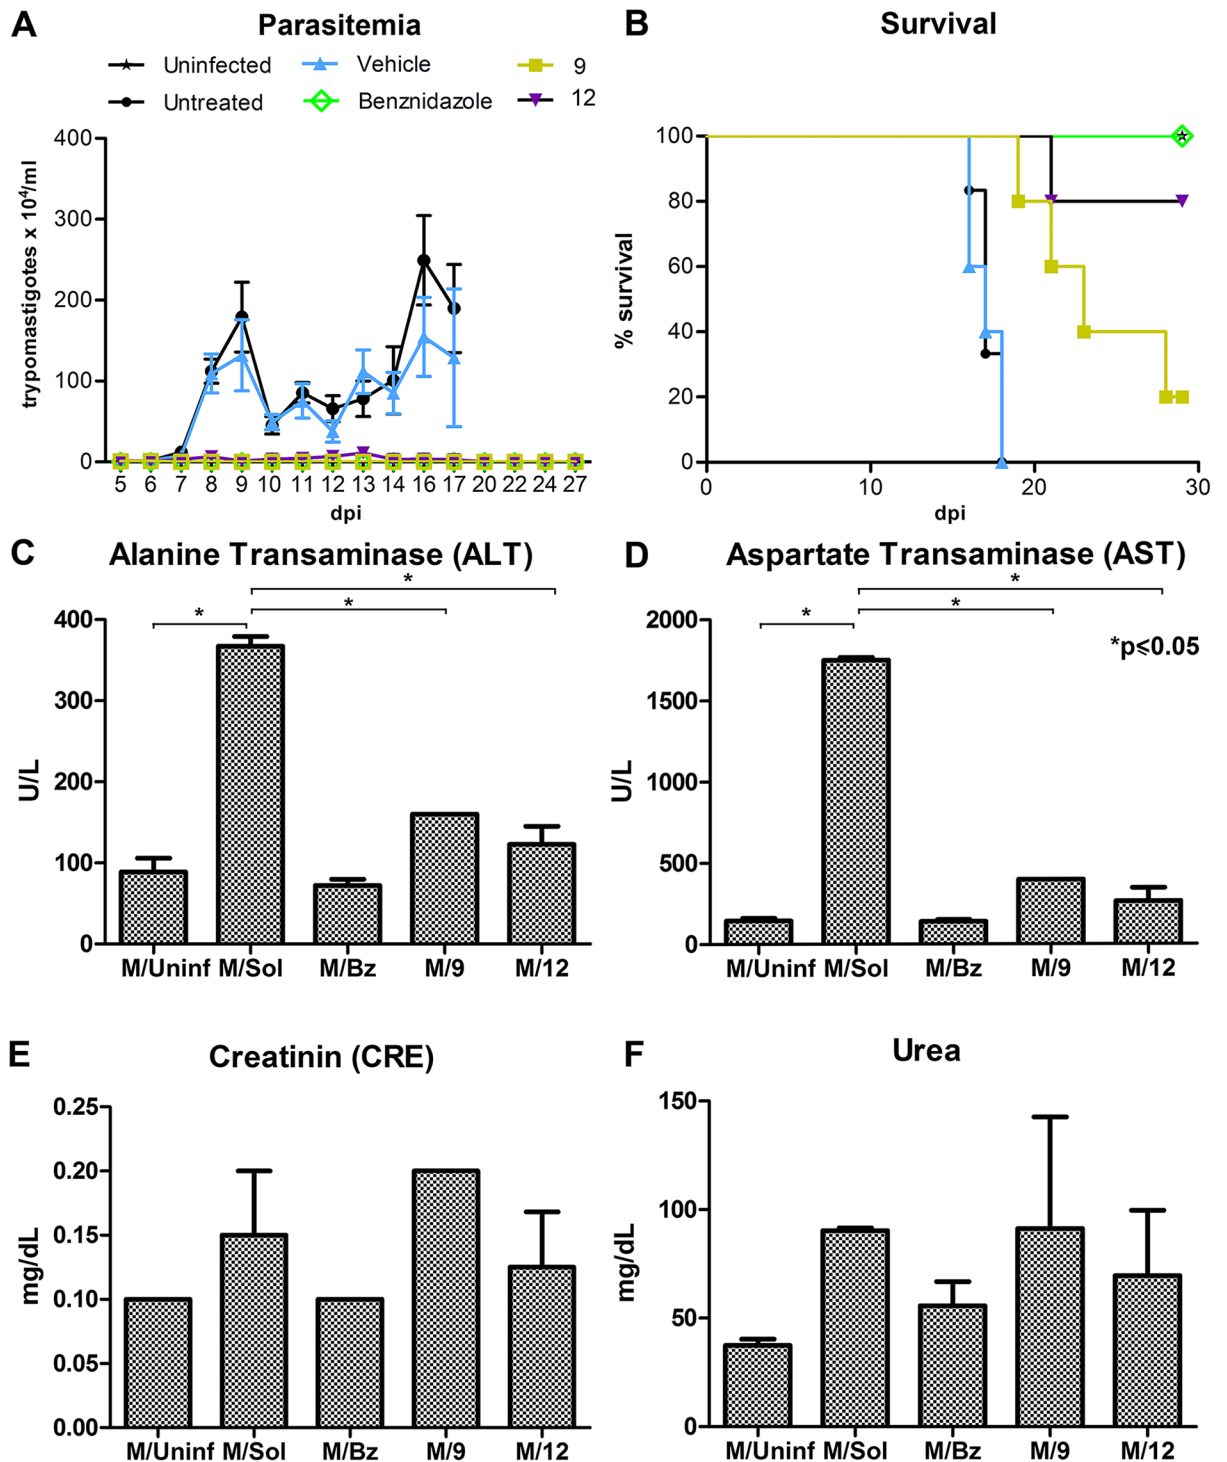 A Parasitemia
Uninfected Vehicle 9
Untreated Benznidazole 12
400
300
200
100
0
trypomastigotes x 10⁴/ml
5 6 7 8 9 10 11 12 13 14 16 17 20 22 24 27
dpi
B Survival
100
80
60
40
20
0
% survival
0 10 20 30
dpi
C Alanine Transaminase (ALT)
* 
*
*
400
300
200
100
0
U/L
M/Uninf M/Sol M/Bz M/9 M/12
D Aspartate Transaminase (AST)
*
*
*
*p⩽0.05
2000
1500
1000
500
0
U/L
M/Uninf M/Sol M/Bz M/9 M/12
E Creatinin (CRE)
0.25
0.20
0.15
0.10
0.05
0.00
mg/dL
M/Uninf M/Sol M/Bz M/9 M/12
F Urea
150
100
50
0
mg/dL
M/Uninf M/Sol M/Bz M/9 M/12